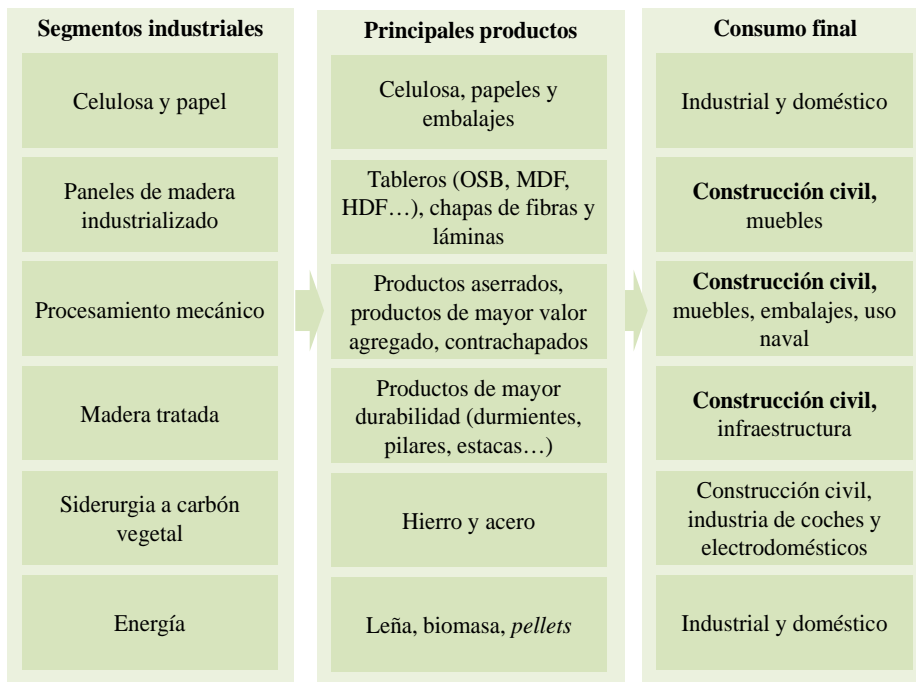 Segmentos industriales
Celulosa y papel
Paneles de madera
industrializado
Procesamiento mecánico
Madera tratada
Siderurgia a carbón
vegetal
Energía
Principales productos
Celulosa, papeles y
embalajes
Tableros (OSB, MDF,
HDF…), chapas de fibras y
láminas
Productos aserrados,
productos de mayor valor
agregado, contrachapados
Productos de mayor
durabilidad (durmientes,
pilares, estacas…)
Hierro y acero
Leña, biomasa, pellets
Consumo final
Industrial y doméstico
Construcción civil,
muebles
Construcción civil,
muebles, embalajes, uso
naval
Construcción civil,
infraestructura
Construcción civil,
industria de coches y
electrodomésticos
Industrial y doméstico